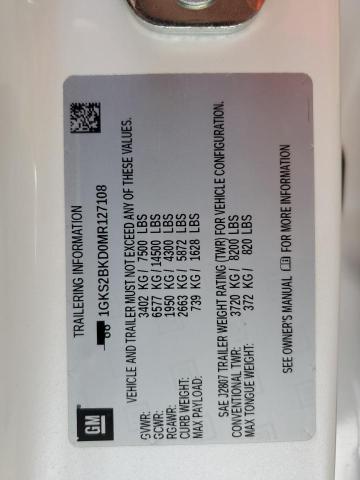 GM
TRAILERING INFORMATION
66 1GKS2BKD0MR127108
VEHICLE AND TRAILER MUST NOT EXCEED ANY OF THESE VALUES.
GVWR: 3402 KG/ 7500 LBS
GCWR: 6577 KG/14500 LBS
RGAWR: 1950 KG/ 4300 LBS
CURB WEIGHT: 2663 KG/ 5872 LBS
MAX PAYLOAD: 739 KG/ 1628 LBS
SAE J2807 TRAILER WEIGHT RATING (TWR) FOR VEHICLE CONFIGURATION.
CONVENTIONAL TWR: 3720 KG/ 8200 LBS
MAX TONGUE WEIGHT: 372 KG/ 820 LBS
SEE OWNER'S MANUAL FOR MORE INFORMATION